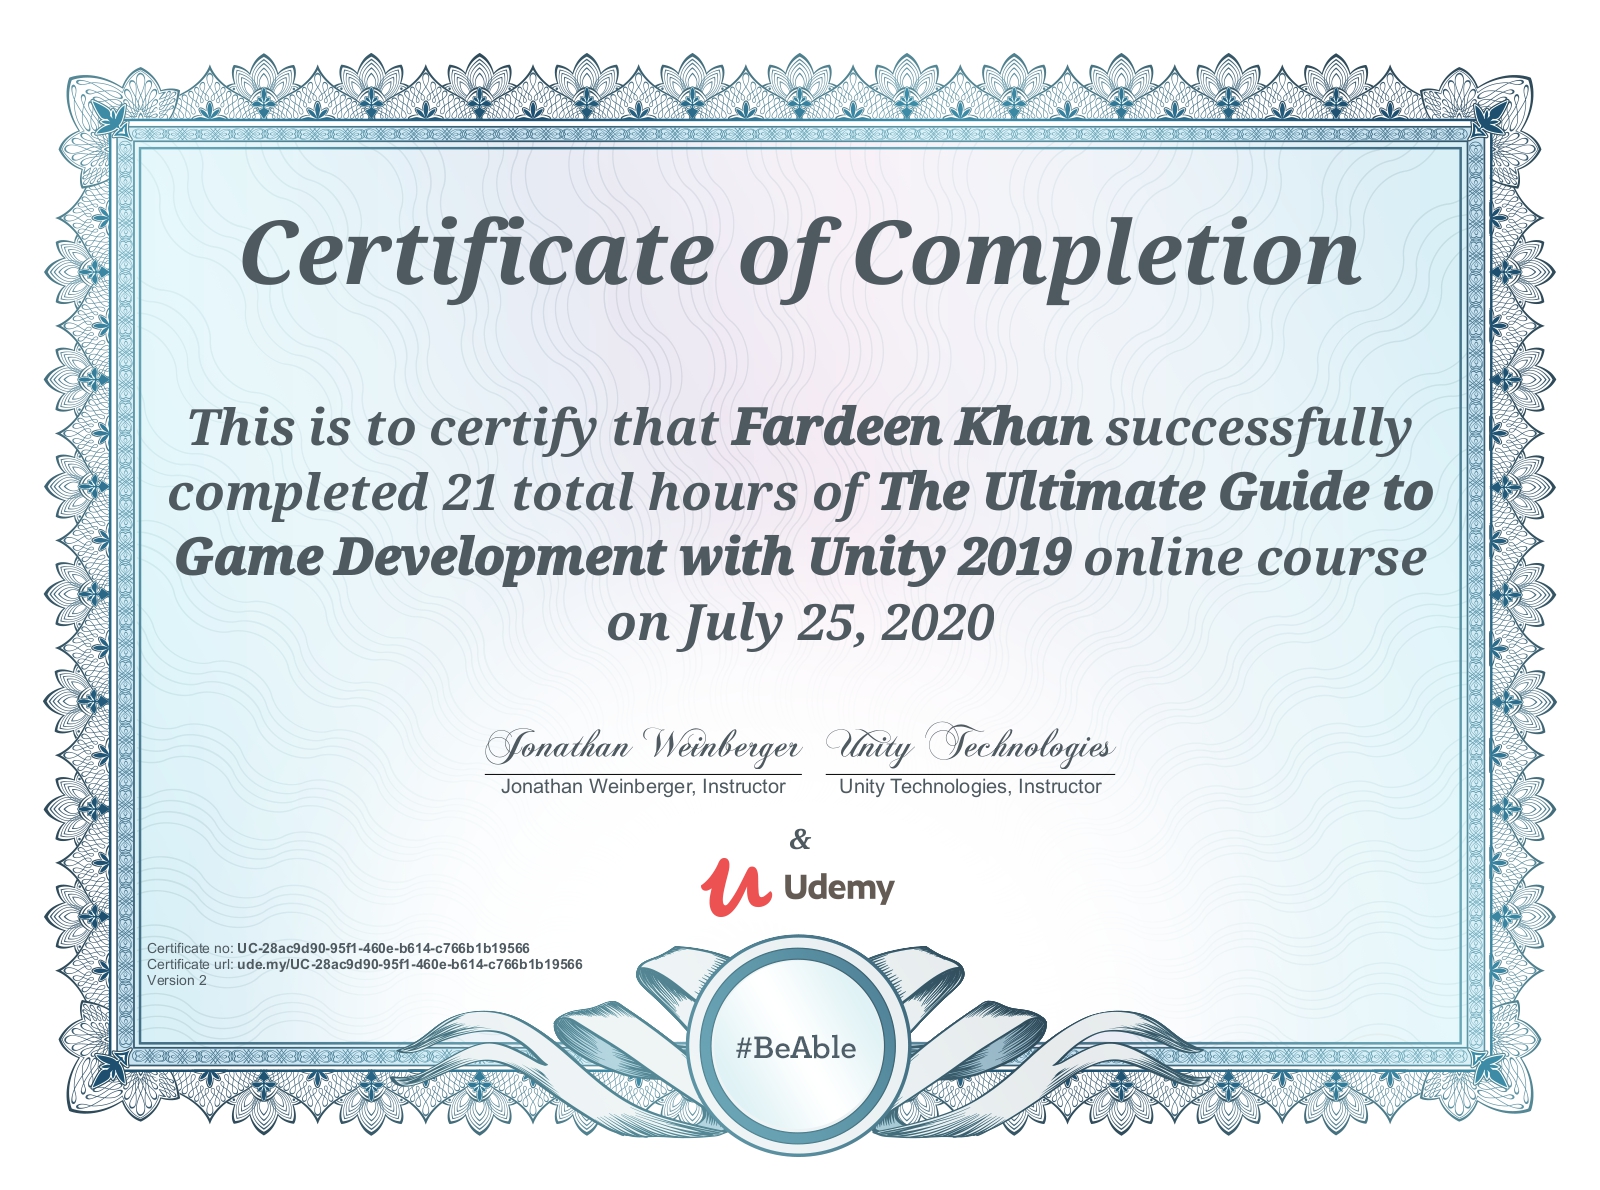 Certificate of Completion
This is to certify that Fardeen Khan successfully
completed 21 total hours of The Ultimate Guide to
Game Development with Unity 2019 online course
on July 25, 2020
Jonathan Weinberger Unity Technologies
Jonathan Weinberger, Instructor Unity Technologies, Instructor
&
Udemy
Certificate no: UC-28ac9d90-95f1-460e-b614-c766b1b19566
Certificate url: ude.my/UC-28ac9d90-95f1-460e-b614-c766b1b19566
Version 2
#BeAble